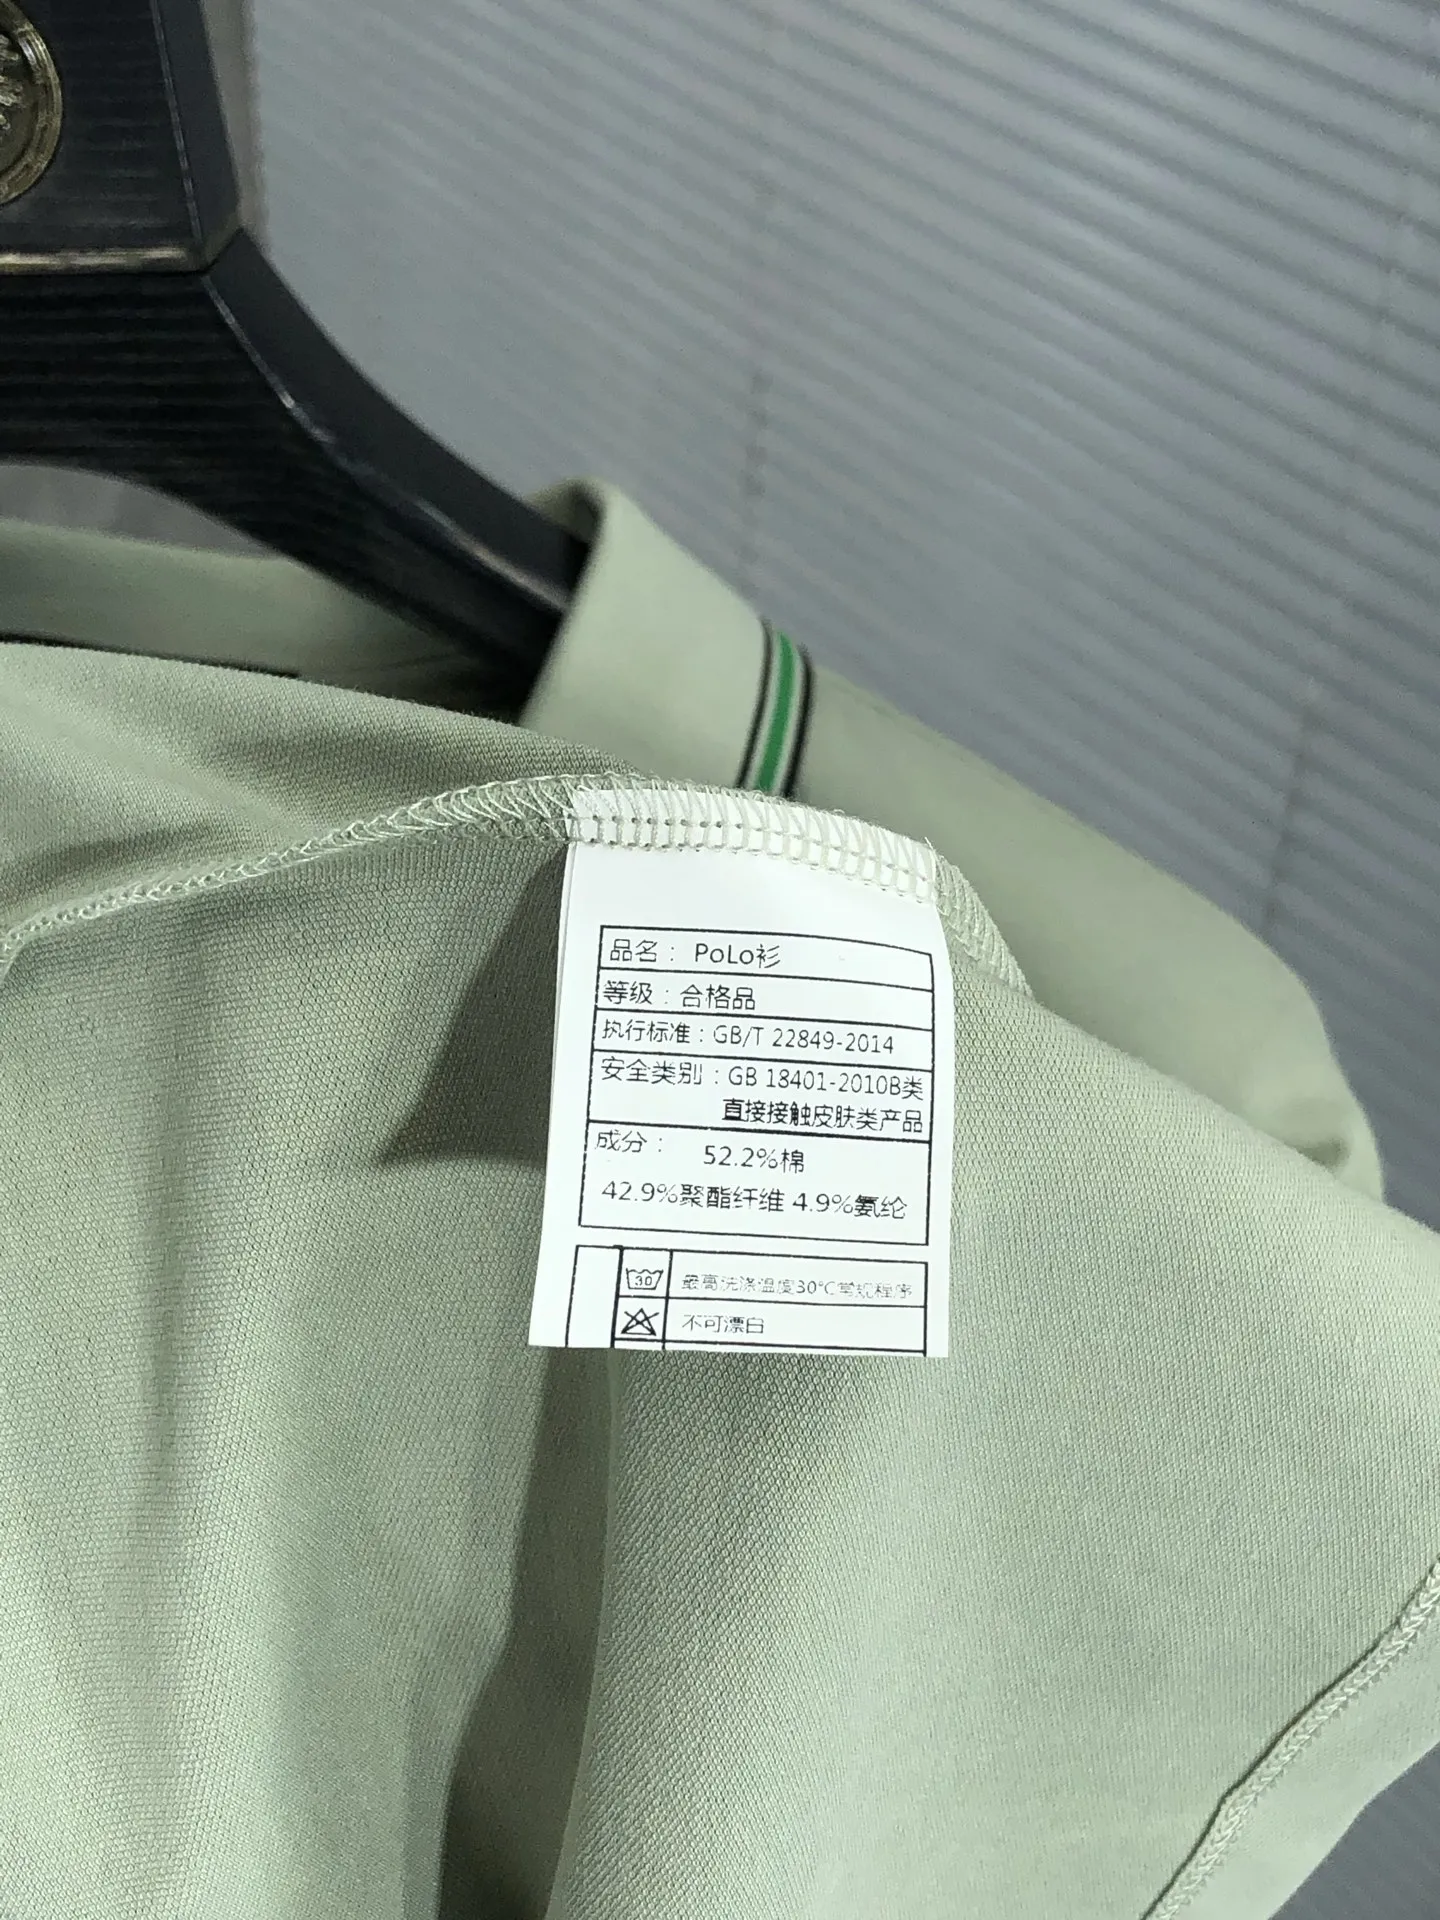 品名： PoLo衫
等级：合格品
执行标准：GB/T 22849-2014
安全类别：GB 18401-2010B类
直接接触皮肤类产品
成分： 52.2%棉
42.9%聚酯纤维 4.9%氨纶
30 最高洗涤温度30℃常规程序
不可漂白